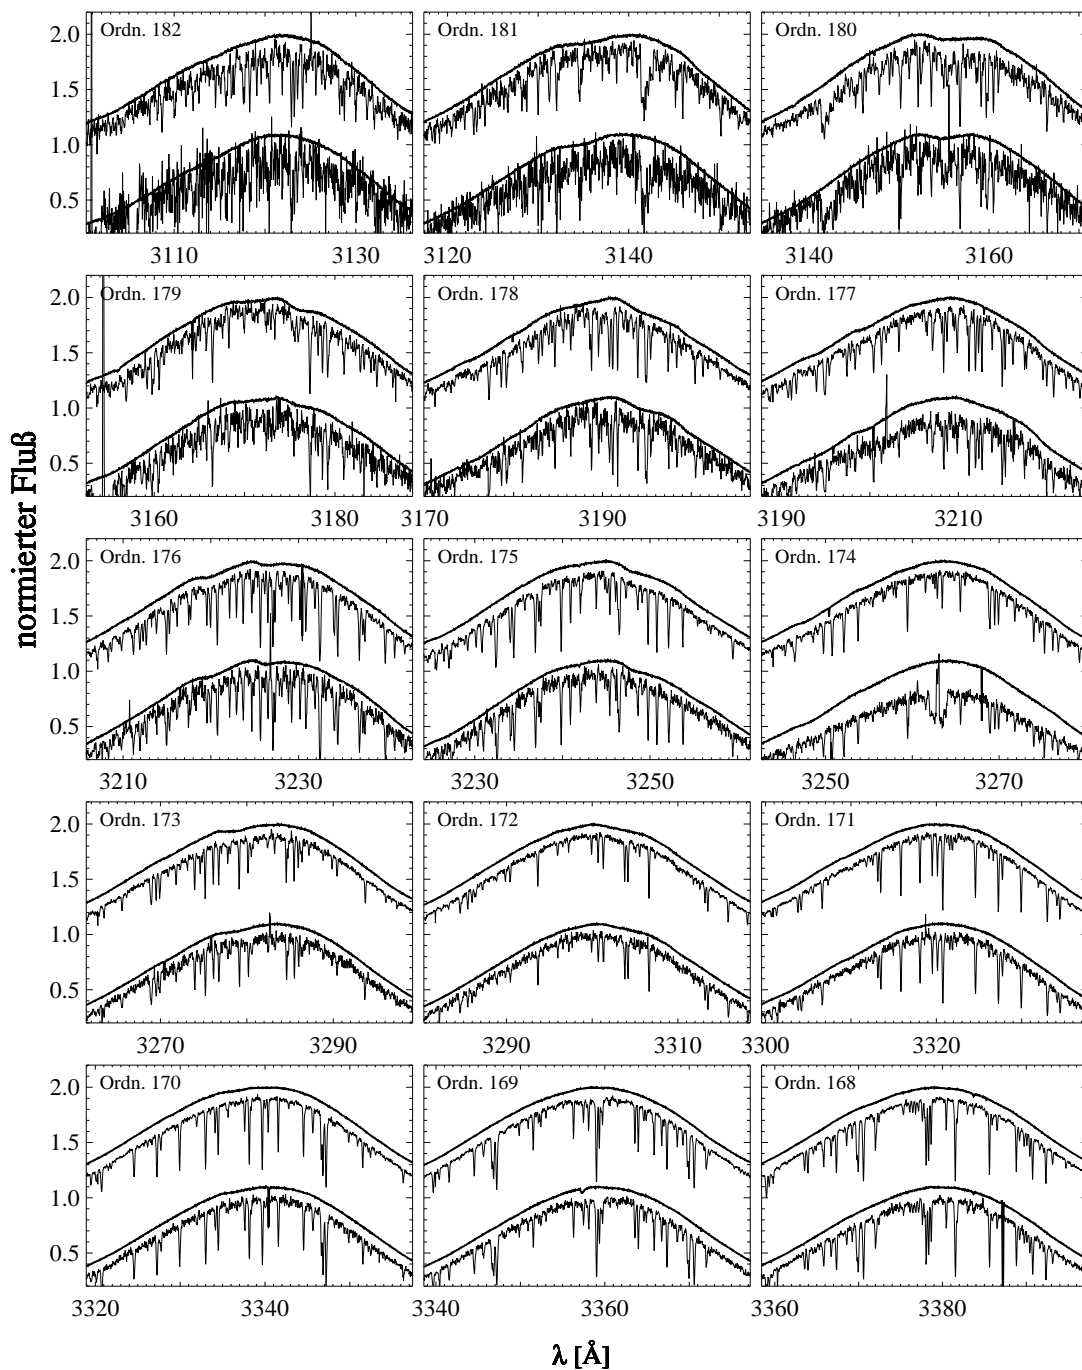 Ordn. 182
Ordn. 181
Ordn. 180
2.0
1.5
1.0
0.5
3110
3130
3120
3140
3140
3160
Ordn. 179
Ordn. 178
Ordn. 177
2.0
1.5
1.0
0.5
3160
3180
3170
3190
3190
3210
normierter Fluß
Ordn. 176
Ordn. 175
Ordn. 174
2.0
1.5
1.0
0.5
3210
3230
3230
3250
3250
3270
Ordn. 173
Ordn. 172
Ordn. 171
2.0
1.5
1.0
0.5
3270
3290
3290
3310
3300
3320
Ordn. 170
Ordn. 169
Ordn. 168
2.0
1.5
1.0
0.5
3320
3340
3340
3360
3360
3380
λ [Å]